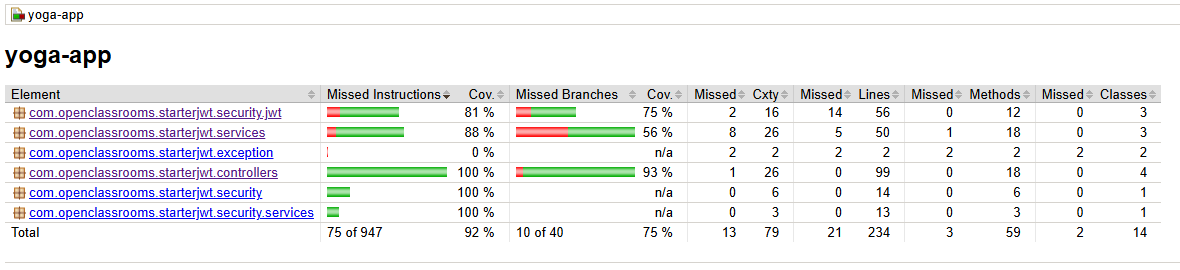 yoga-app
yoga-app
Element Missed Instructions Cov. Missed Branches Cov. Missed Cxty Missed Lines Missed Methods Missed Classes
com.openclassrooms.starterjwt.security.jwt 81 % 75 % 2 16 14 56 0 12 0 3
com.openclassrooms.starterjwt.services 88 % 56 % 8 26 5 50 1 18 0 3
com.openclassrooms.starterjwt.exception 0 % n/a 2 2 2 2 2 2 2 2
com.openclassrooms.starterjwt.controllers 100 % 93 % 1 26 0 99 0 18 0 4
com.openclassrooms.starterjwt.security 100 % n/a 0 6 0 14 0 6 0 1
com.openclassrooms.starterjwt.security.services 100 % n/a 0 3 0 13 0 3 0 1
Total 75 of 947 92 % 10 of 40 75 % 13 79 21 234 3 59 2 14